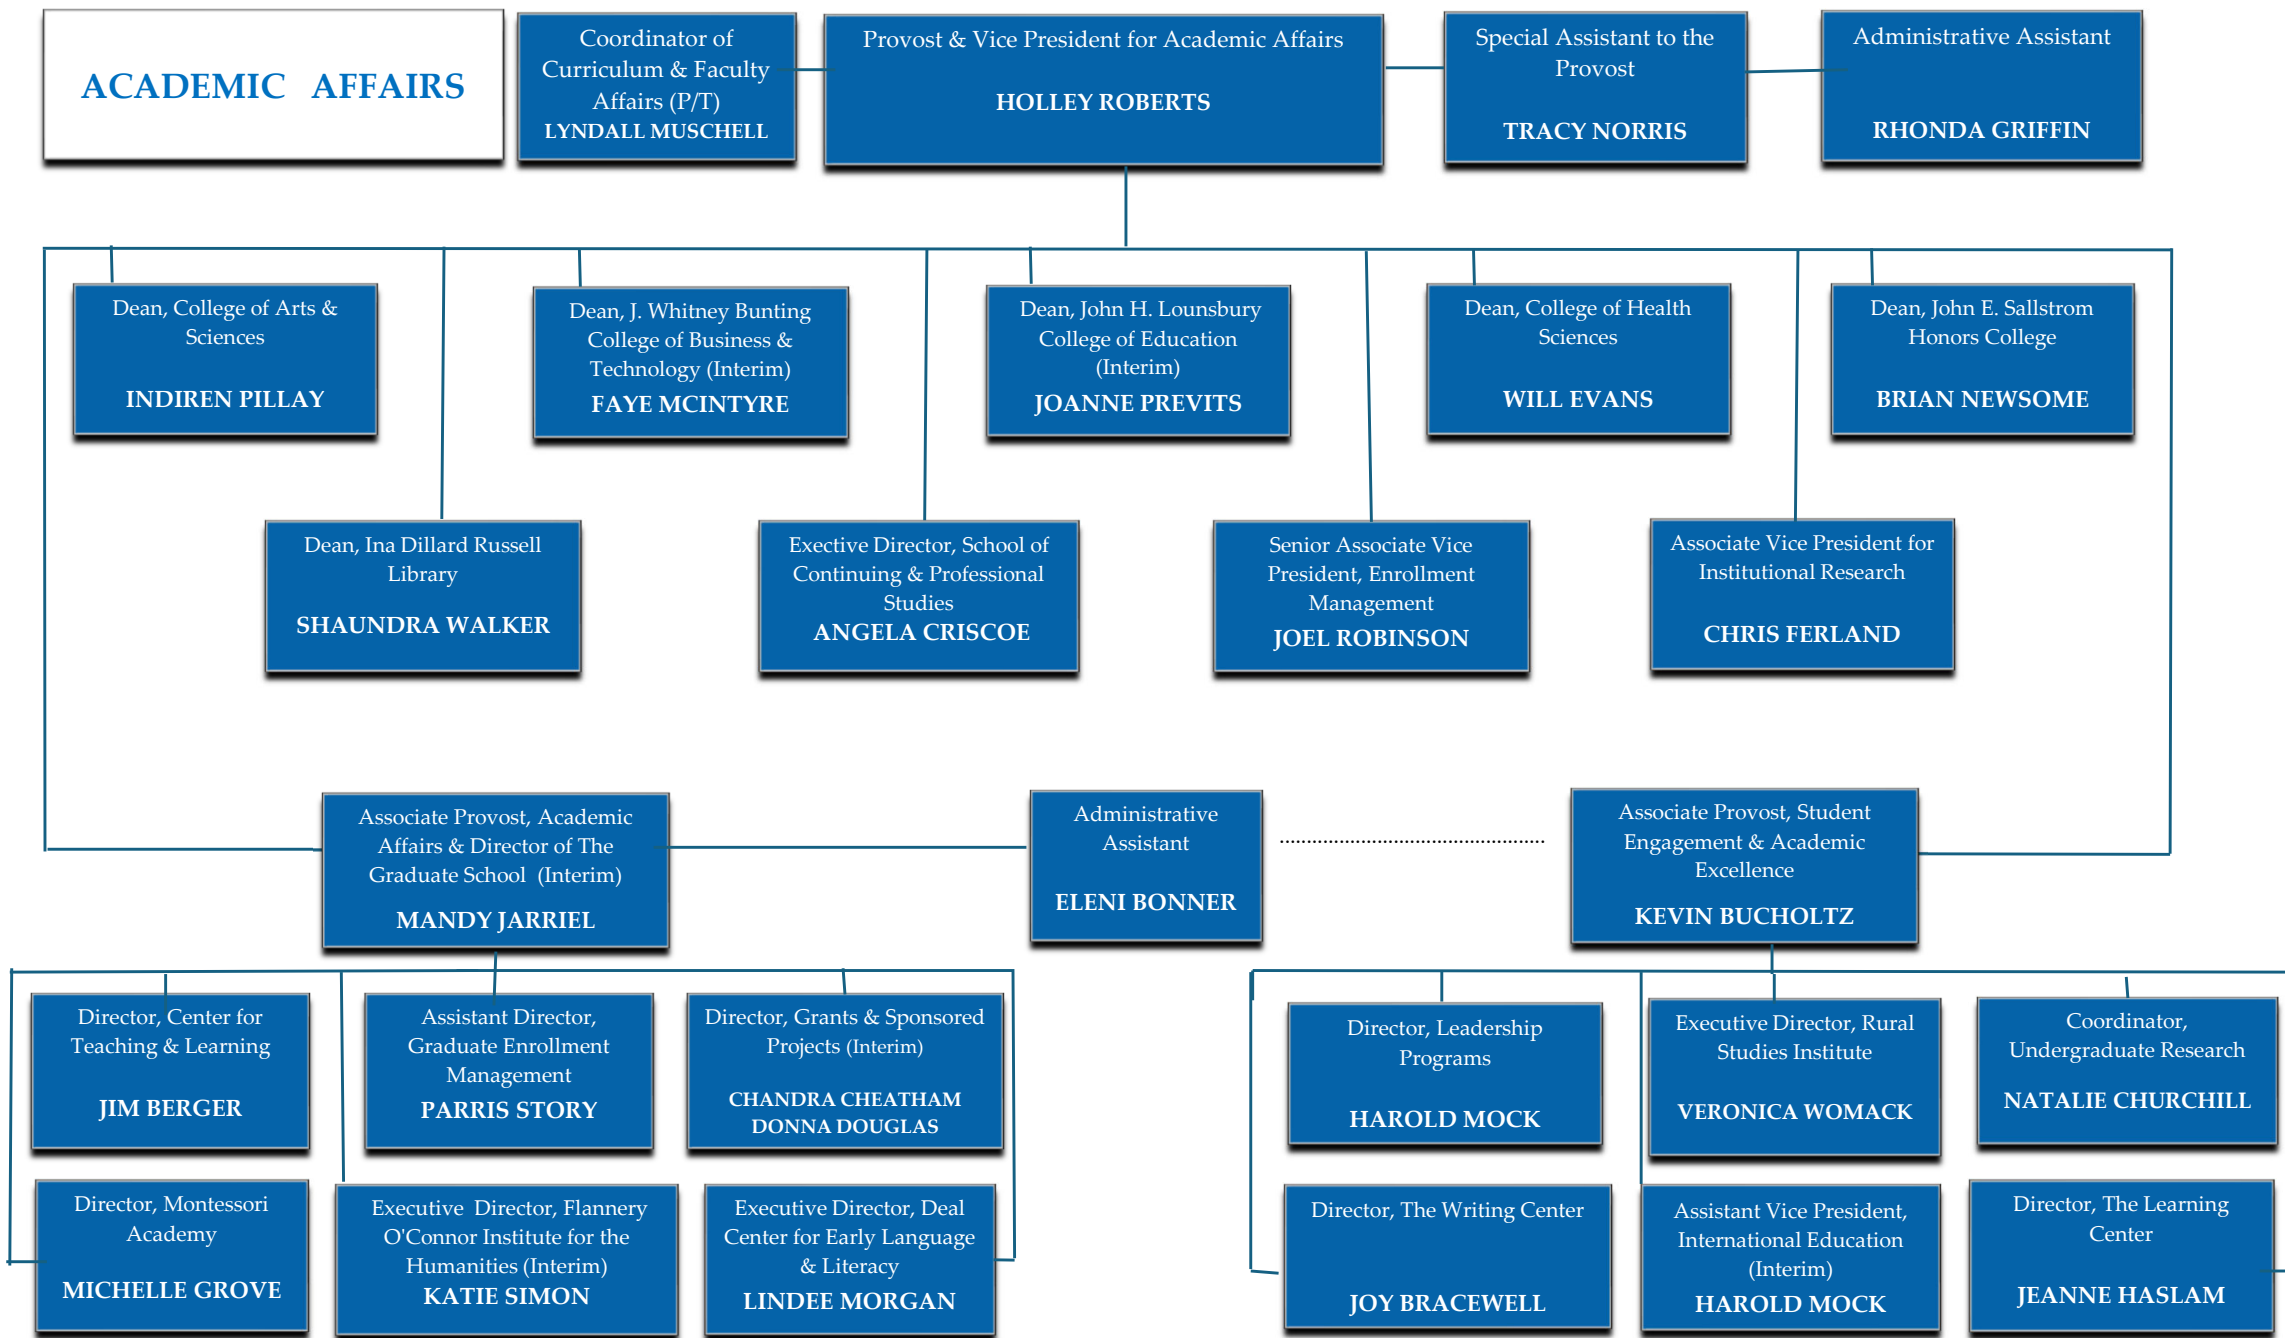 ACADEMIC AFFAIRS
Coordinator of
Curriculum & Faculty
Affairs (P/T)
LYNDALL MUSCHELL
Provost & Vice President for Academic Affairs
HOLLEY ROBERTS
Special Assistant to the
Provost
TRACY NORRIS
Administrative Assistant
RHONDA GRIFFIN
Dean, College of Arts &
Sciences
INDIREN PILLAY
Dean, J. Whitney Bunting
College of Business &
Technology (Interim)
FAYE MCINTYRE
Dean, John H. Lounsbury
College of Education
(Interim)
JOANNE PREVITS
Dean, College of Health
Sciences
WILL EVANS
Dean, John E. Sallstrom
Honors College
BRIAN NEWSOME
Dean, Ina Dillard Russell
Library
SHAUNDRA WALKER
Exective Director, School of
Continuing & Professional
Studies
ANGELA CRISCOE
Senior Associate Vice
President, Enrollment
Management
JOEL ROBINSON
Associate Vice President for
Institutional Research
CHRIS FERLAND
Associate Provost, Academic
Affairs & Director of The
Graduate School (Interim)
MANDY JARRIEL
Administrative
Assistant
ELENI BONNER
Associate Provost, Student
Engagement & Academic
Excellence
KEVIN BUCHOLTZ
Director, Center for
Teaching & Learning
JIM BERGER
Assistant Director,
Graduate Enrollment
Management
PARRIS STORY
Director, Grants & Sponsored
Projects (Interim)
CHANDRA CHEATHAM
DONNA DOUGLAS
Director, Leadership
Programs
HAROLD MOCK
Executive Director, Rural
Studies Institute
VERONICA WOMACK
Coordinator,
Undergraduate Research
NATALIE CHURCHILL
Director, Montessori
Academy
MICHELLE GROVE
Executive Director, Flannery
O'Connor Institute for the
Humanities (Interim)
KATIE SIMON
Executive Director, Deal
Center for Early Language
& Literacy
LINDEE MORGAN
Director, The Writing Center
JOY BRACEWELL
Assistant Vice President,
International Education
(Interim)
HAROLD MOCK
Director, The Learning
Center
JEANNE HASLAM